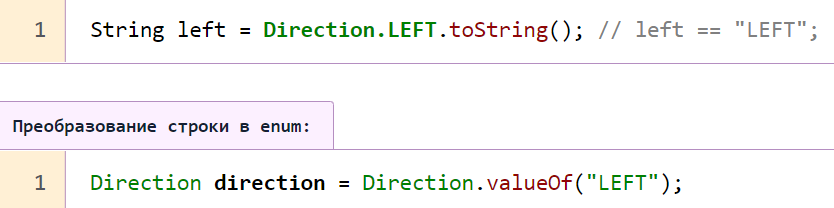 1 String left = Direction.LEFT.toString(); // left == "LEFT";
Преобразование строки в enum:
1 Direction direction = Direction.valueOf("LEFT");